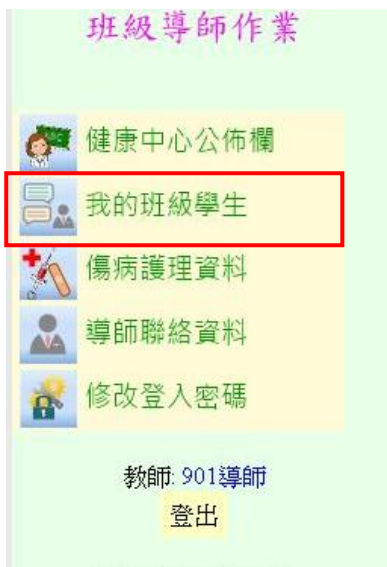 班級導師作業
健康中心公佈欄
我的班級學生
傷病護理資料
導師聯絡資料
修改登入密碼
教師: 901導師
登出